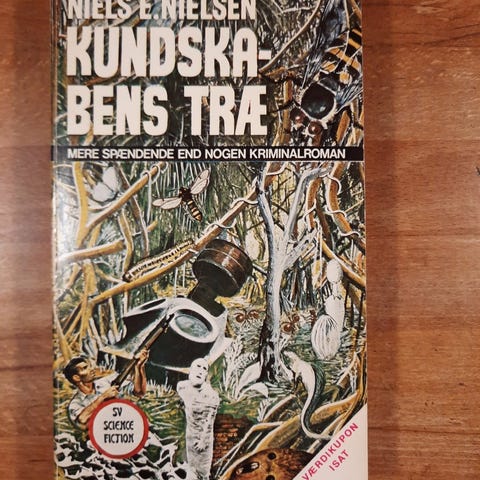 NIELS E. NIELSEN
KUNDSKA-
BENS TRÆ
MERE SPÆNDENDE END NOGEN KRIMINALROMAN
SV
SCIENCE
FICTION
VÆRDIKUPON
ISAT